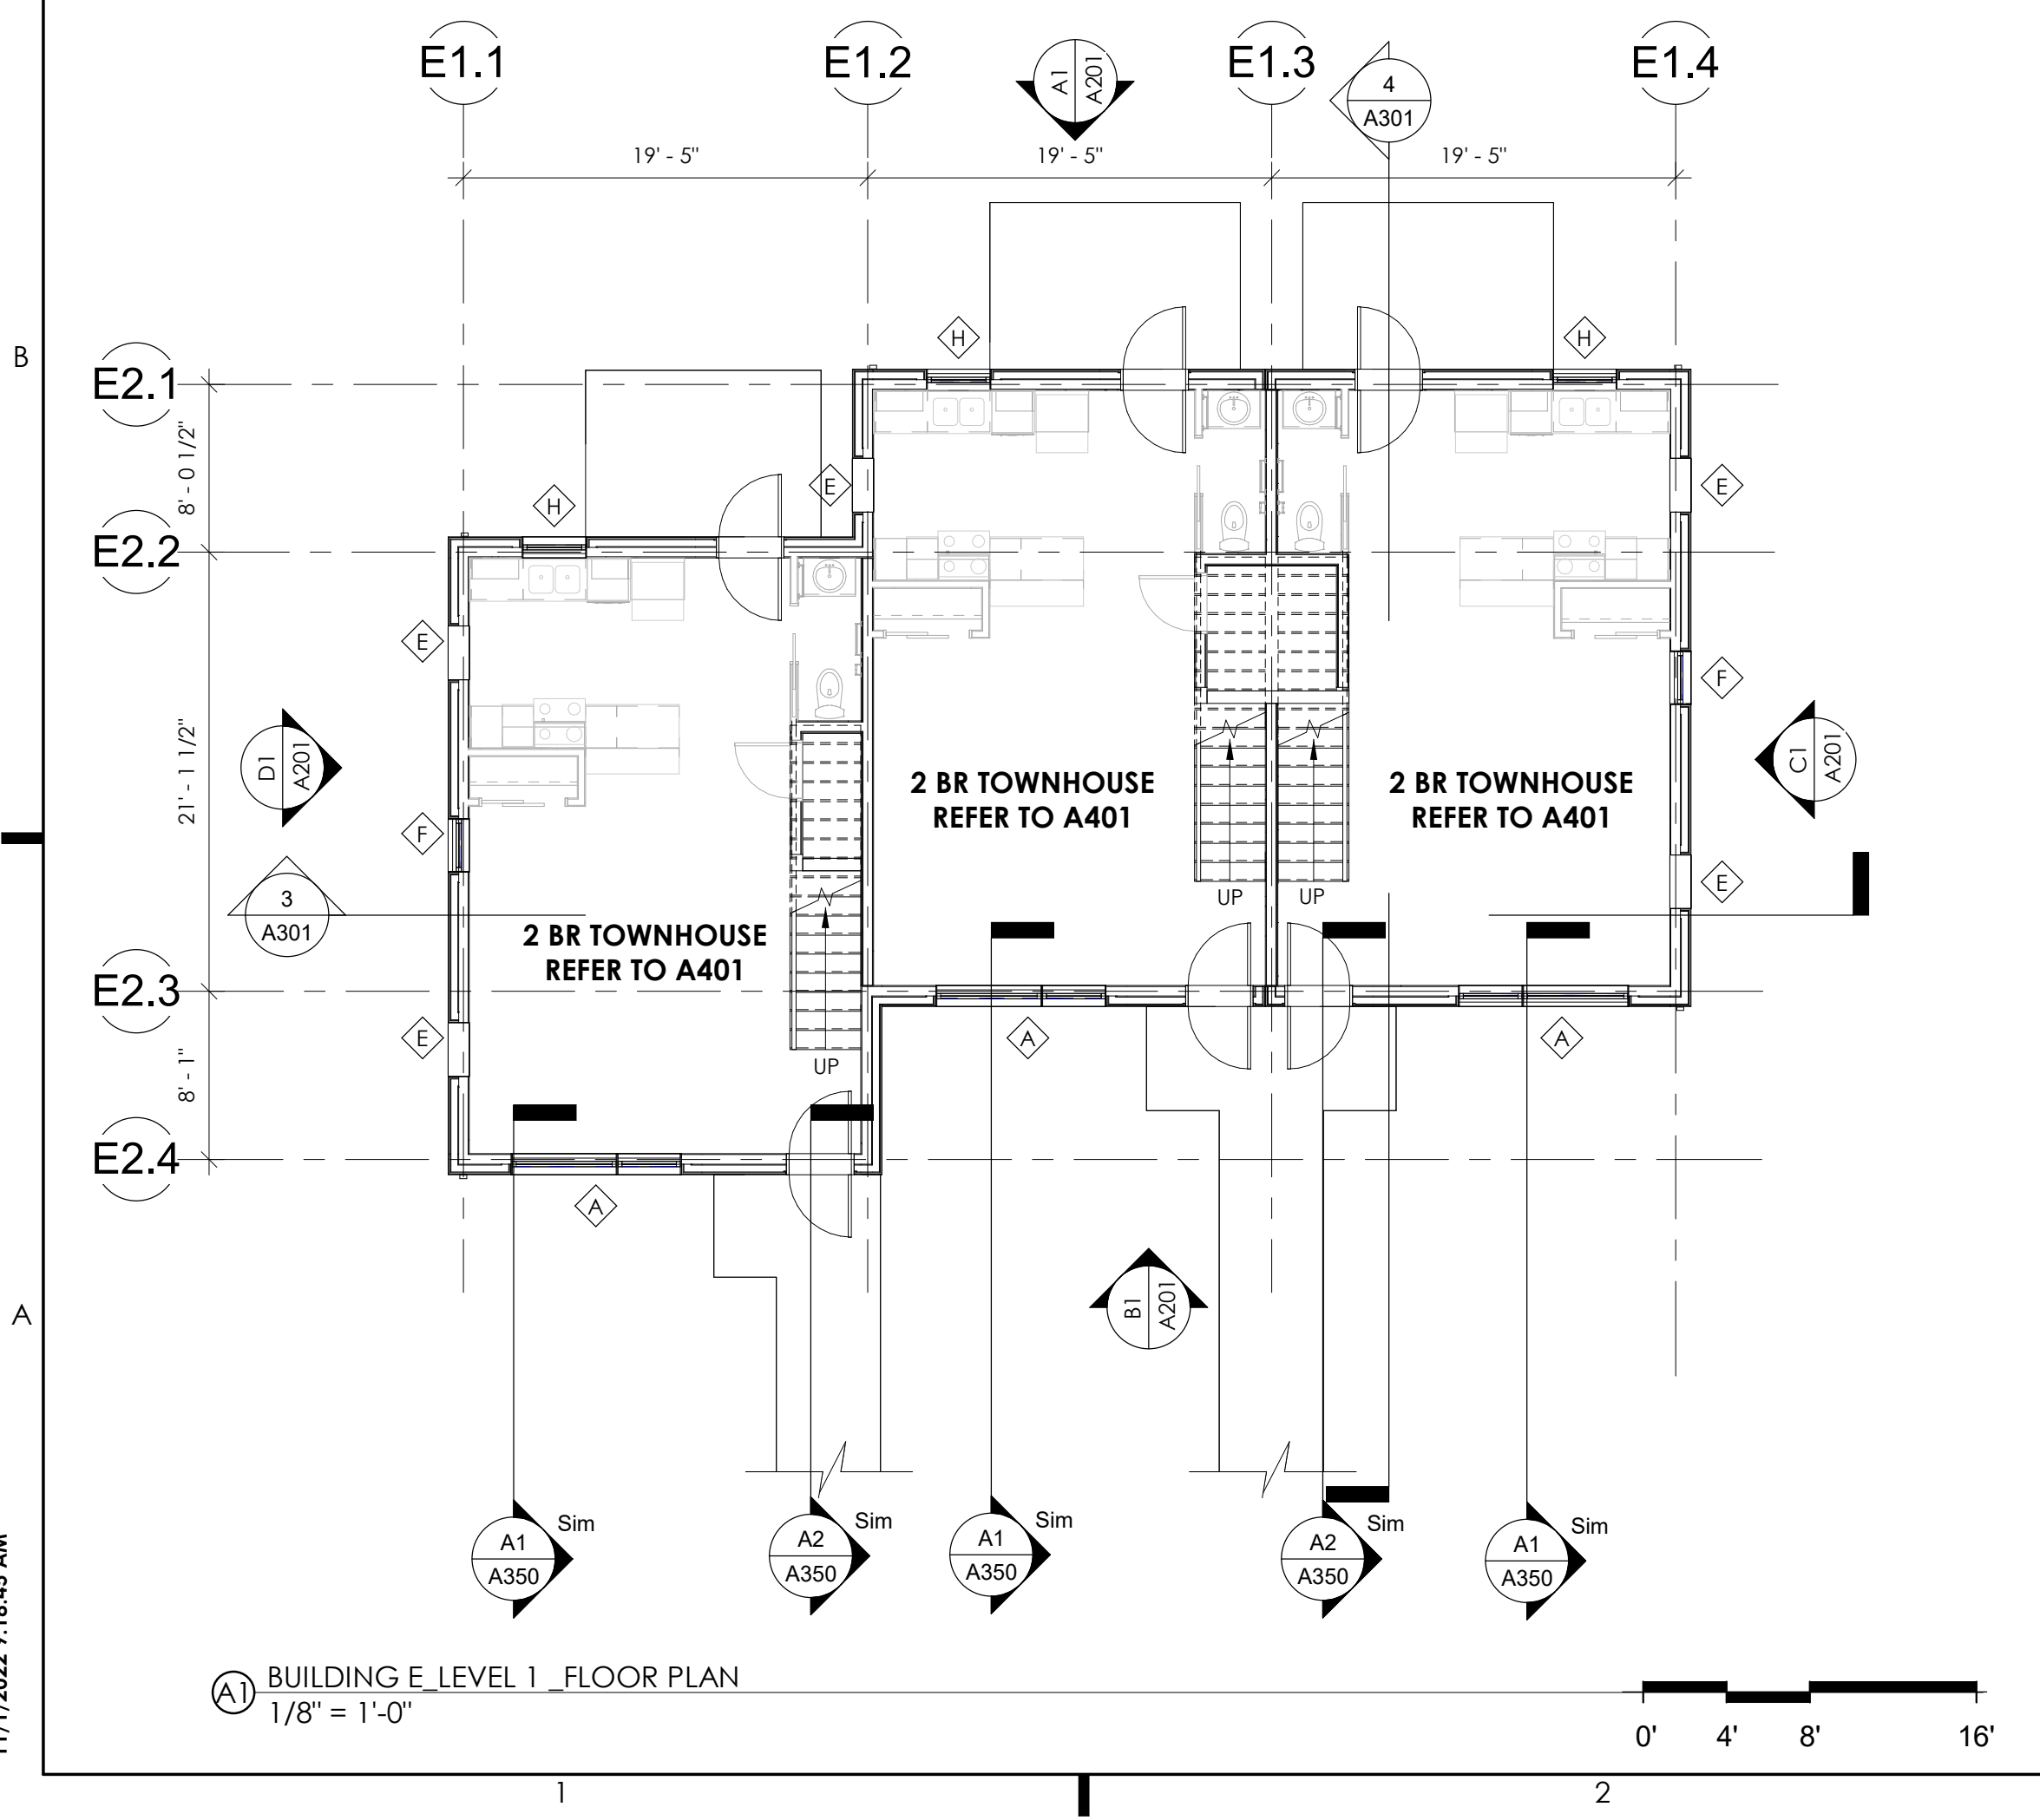 E1.1
E1.2
E1.3
E1.4
A1
A201
4
A301
19' - 5"
19' - 5"
19' - 5"
B
H
H
E2.1
8' - 0 1/2"
E
E
H
E2.2
E
F
21' - 1 1/2"
D1
A201
C1
A201
2 BR TOWNHOUSE
REFER TO A401
2 BR TOWNHOUSE
REFER TO A401
F
3
A301
UP
UP
E
2 BR TOWNHOUSE
REFER TO A401
E2.3
E
A
A
8' - 1"
UP
E2.4
A
B1
A201
A
Sim
A1
A350
Sim
A2
A350
Sim
A1
A350
Sim
A2
A350
Sim
A1
A350
A1
BUILDING E_LEVEL 1 _FLOOR PLAN
1/8" = 1'-0"
0'
4'
8'
16'
1
2